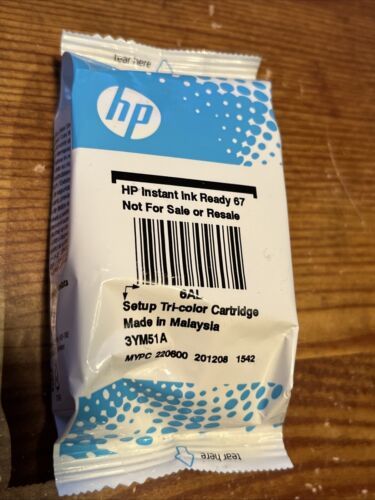 tear here
hp
HP Instant Ink Ready 67
Not For Sale or Resale
6AL
Setup Tri-color Cartridge
Made in Malaysia
3YM51A
MYPC 220600 201208 1542
tear here